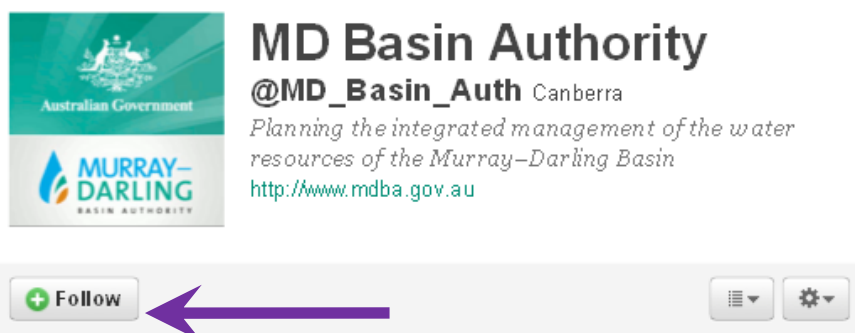 Australian Government
MURRAY–
DARLING
BASIN AUTHORITY
MD Basin Authority
@MD_Basin_Auth Canberra
Planning the integrated management of the water
resources of the Murray–Darling Basin
http://www.mdba.gov.au
Follow